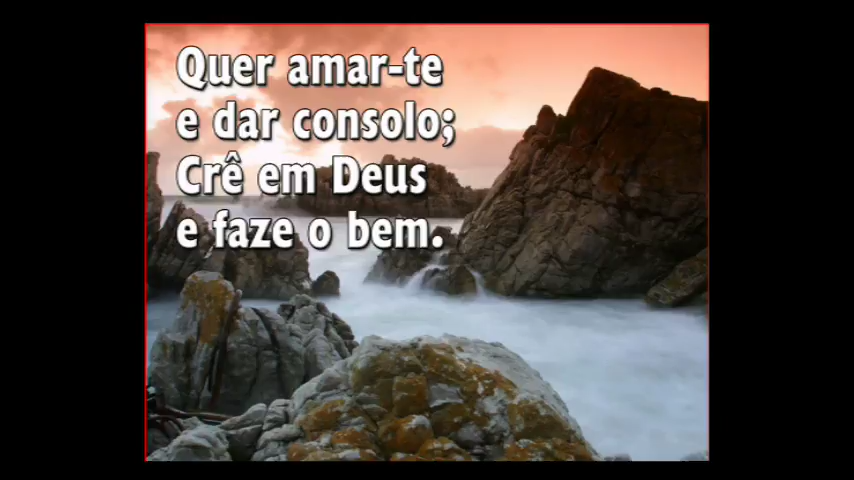 Quer amar-te
e dar consolo;
Crê em Deus
e faze o bem.